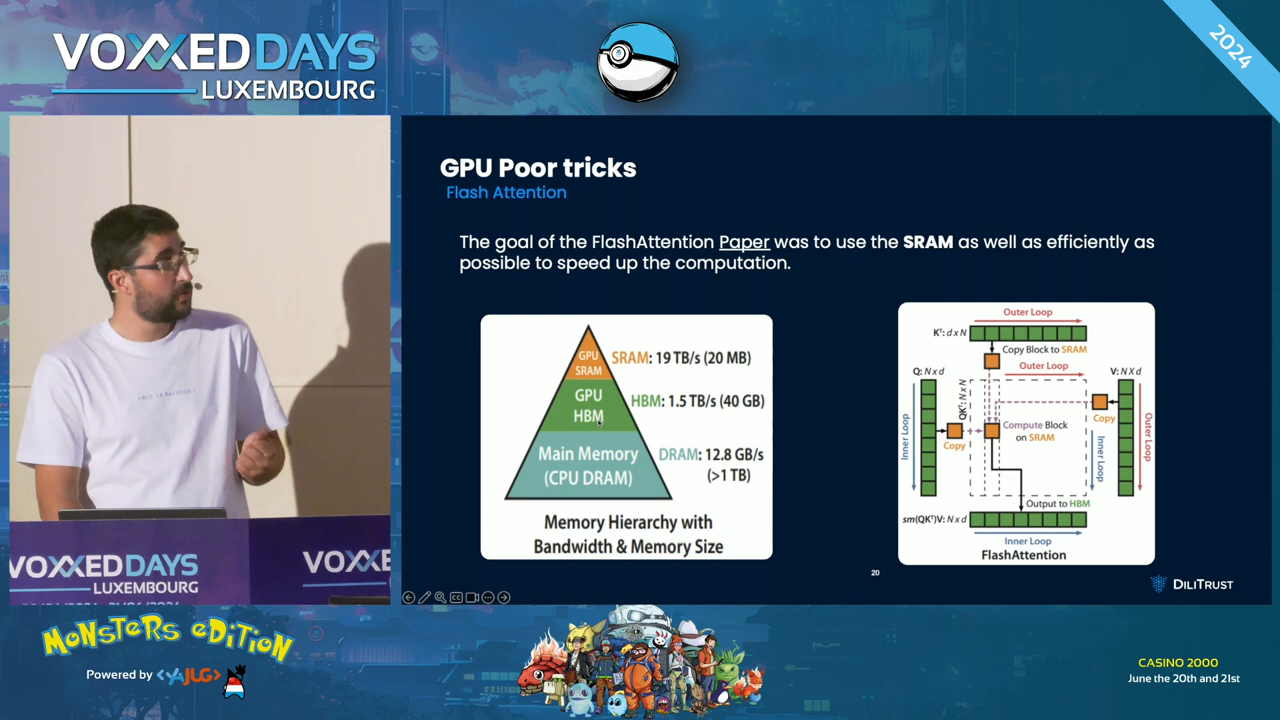 VOXXED DAYS
LUXEMBOURG
2024
GPU Poor tricks
Flash Attention
The goal of the FlashAttention Paper was to use the SRAM as well as efficiently as
possible to speed up the computation.
GPU
SRAM
SRAM: 19 TB/s (20 MB)
GPU
HBM
HBM: 1.5 TB/s (40 GB)
Main Memory
(CPU DRAM)
DRAM: 12.8 GB/s
(>1 TB)
Memory Hierarchy with
Bandwidth & Memory Size
Outer Loop
Kᵀ: d x N
Copy Block to SRAM
Outer Loop
Q: N x d
V: N X d
QKᵀ: N x N
Inner Loop
Copy
Compute Block
on SRAM
Copy
Inner Loop
Outer Loop
Output to HBM
sm(QKᵀ)V: N x d
Inner Loop
FlashAttention
20
DILITRUST
VOXXED DAYS
LUXEMBOURG
VOXXED
MONSTERS EDITION
Powered by <YAJUG>
CASINO 2000
June the 20th and 21st